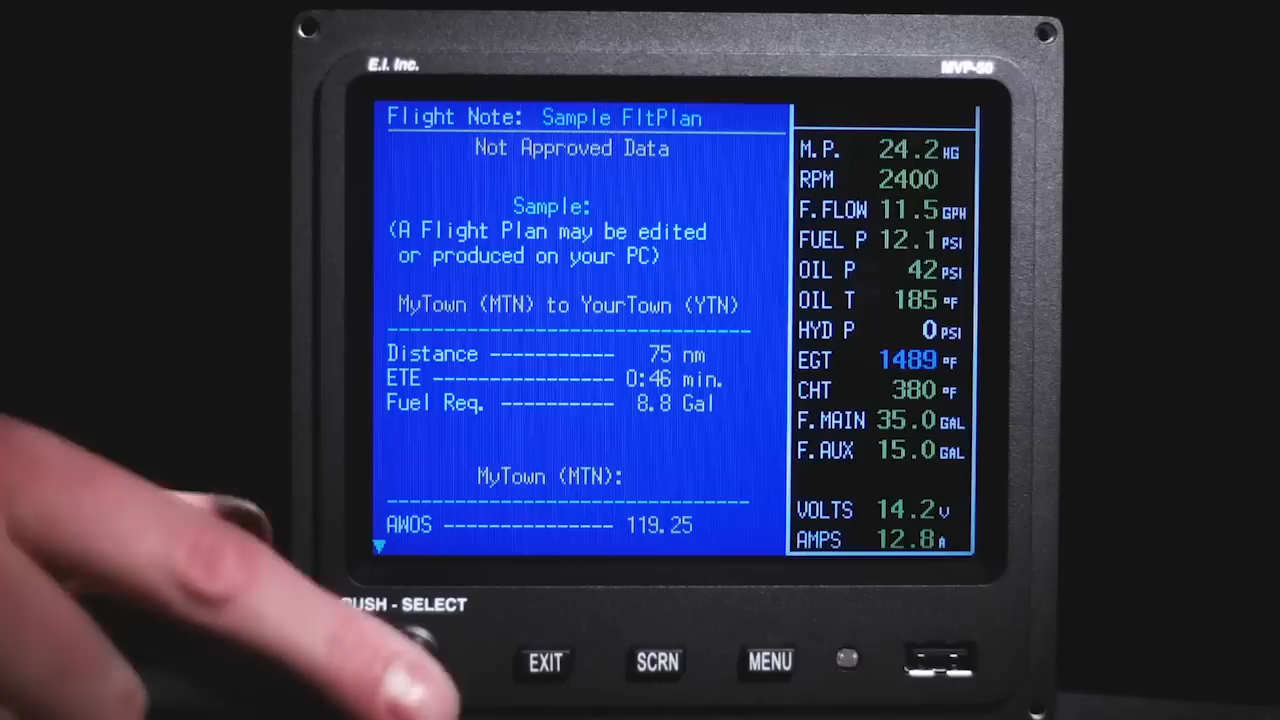 E.I. Inc.
MVP-50
Flight Note: Sample FltPlan
Not Approved Data
Sample:
(A Flight Plan may be edited
or produced on your PC)
MyTown (MTN) to YourTown (YTN)
--------------------------------
Distance ----------- 75 nm
ETE ---------------- 0:46 min.
Fuel Req. ---------- 8.8 Gal
MyTown (MTN):
--------------------------------
AWOS --------------- 119.25
M.P. 24.2 HG
RPM 2400
F.FLOW 11.5 GPH
FUEL P 12.1 PSI
OIL P 42 PSI
OIL T 185 °F
HYD P 0 PSI
EGT 1489 °F
CHT 380 °F
F.MAIN 35.0 GAL
F.AUX 15.0 GAL
VOLTS 14.2 V
AMPS 12.8 A
PUSH - SELECT
EXIT
SCRN
MENU